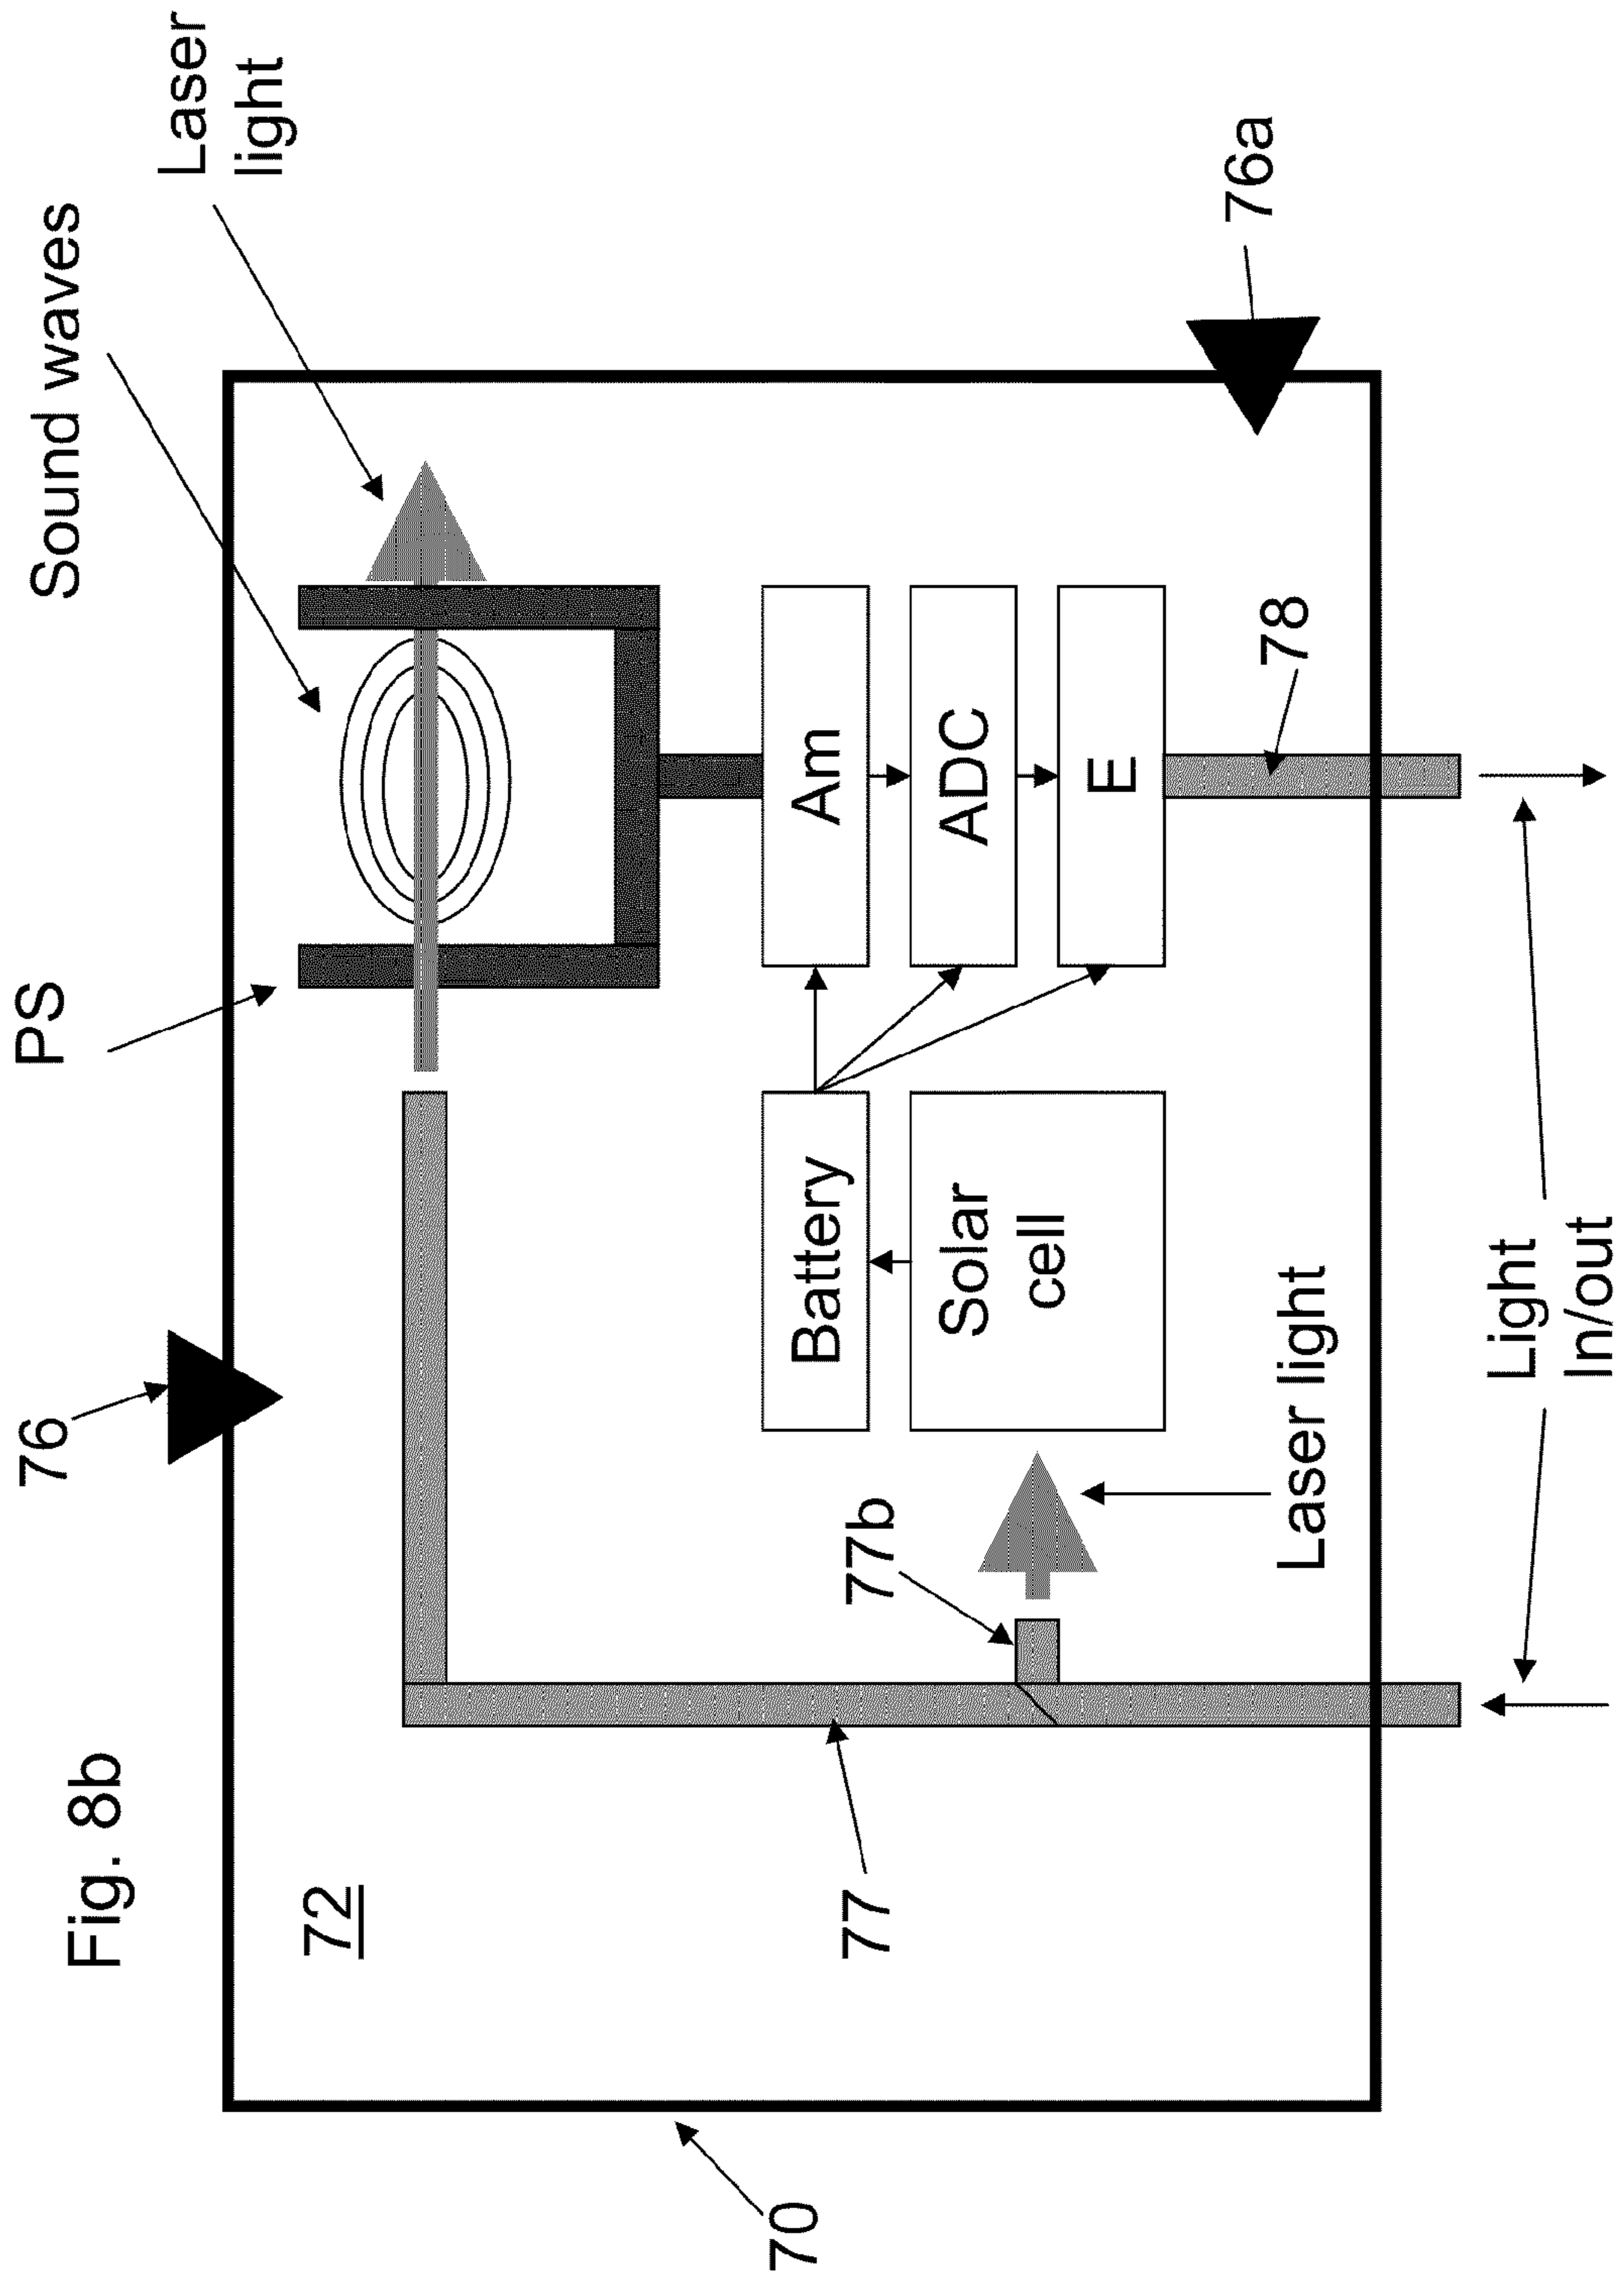 Fig. 8b
76
PS
Sound waves
Laser
light
72
77
77b
Battery
Solar
cell
Am
ADC
E
78
76a
Laser light
70
Light
In/out